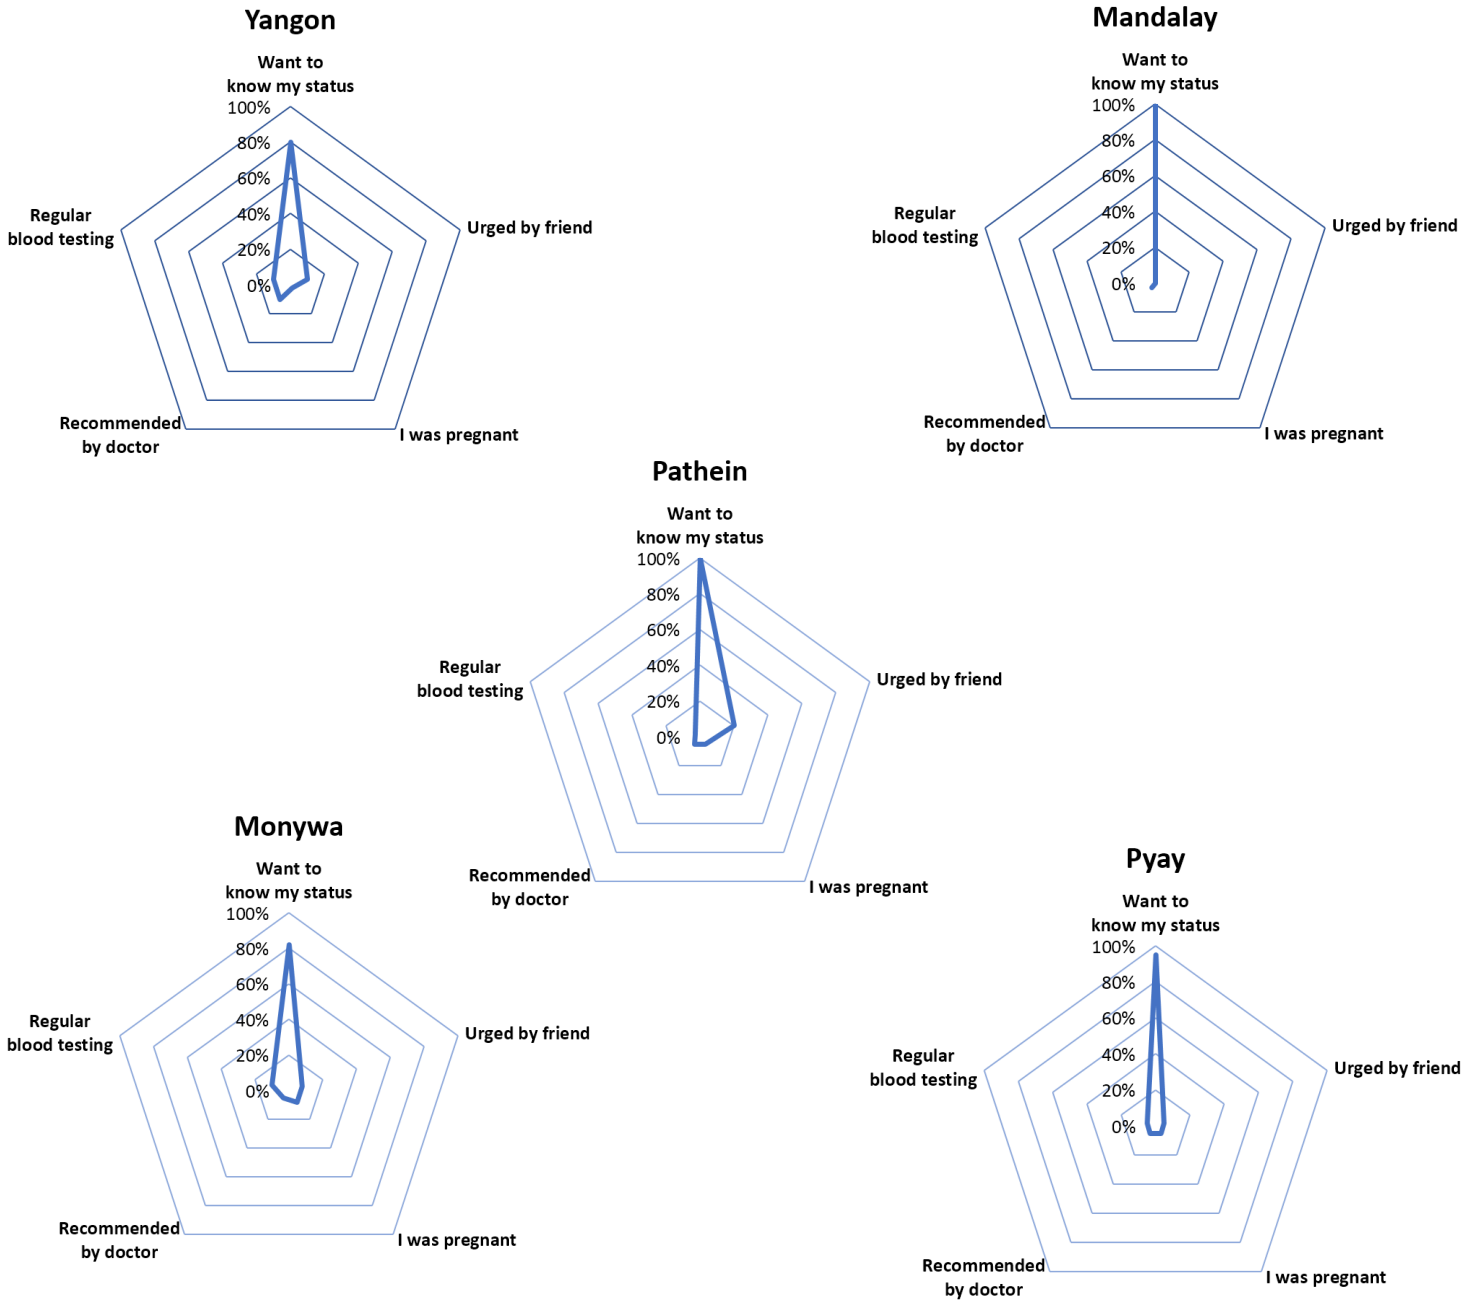 Yangon
Want to
know my status
100%
80%
60%
40%
20%
0%
Regular
blood testing
Urged by friend
Recommended
by doctor
I was pregnant
Mandalay
Want to
know my status
100%
80%
60%
40%
20%
0%
Regular
blood testing
Urged by friend
Recommended
by doctor
I was pregnant
Pathein
Want to
know my status
100%
80%
60%
40%
20%
0%
Regular
blood testing
Urged by friend
Recommended
by doctor
I was pregnant
Monywa
Want to
know my status
100%
80%
60%
40%
20%
0%
Regular
blood testing
Urged by friend
Recommended
by doctor
I was pregnant
Pyay
Want to
know my status
100%
80%
60%
40%
20%
0%
Regular
blood testing
Urged by friend
Recommended
by doctor
I was pregnant